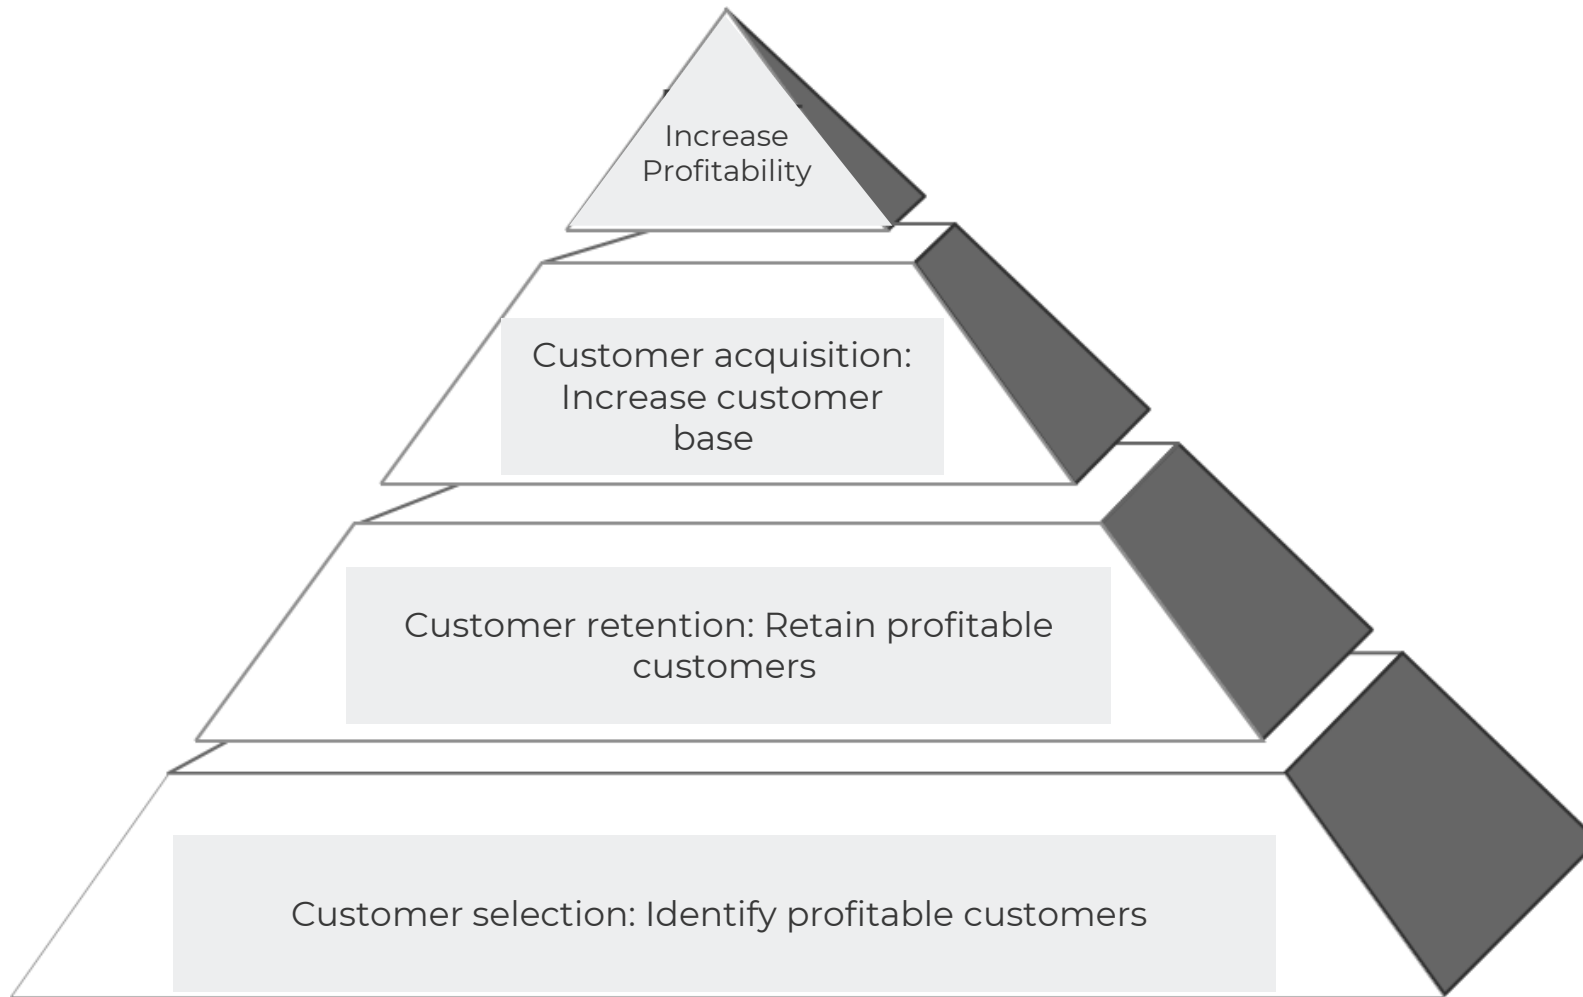 Increase
Profitability
Customer acquisition:
Increase customer
base
Customer retention: Retain profitable
customers
Customer selection: Identify profitable customers